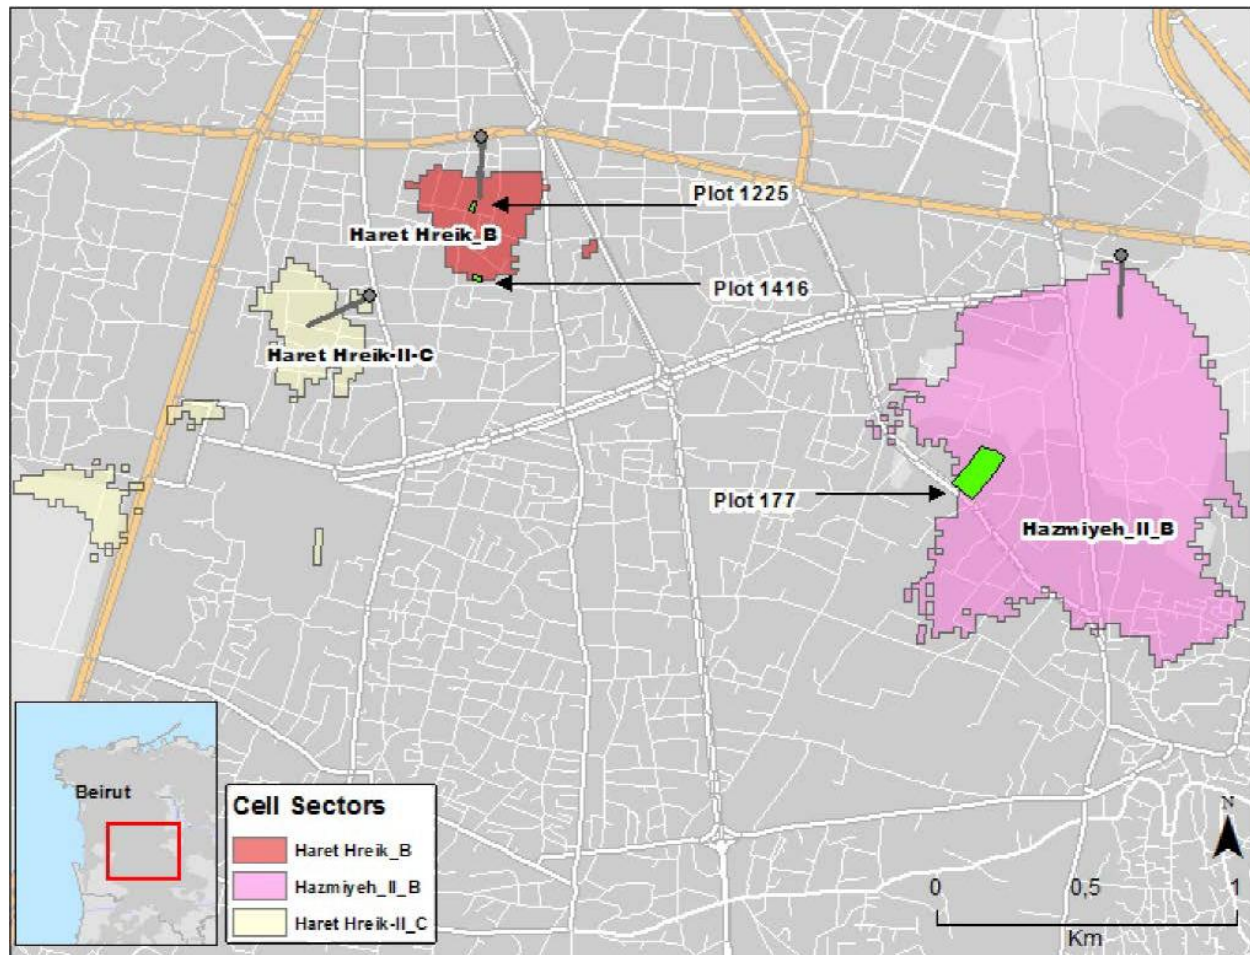 Plot 1225
Haret Hreik_B
Plot 1416
Haret Hreik-II-C
Plot 177
Hazmiyeh_II_B
Beirut
Cell Sectors
Haret Hreik_B
Hazmiyeh_II_B
Haret Hreik-II_C
N
0 0,5 1
Km